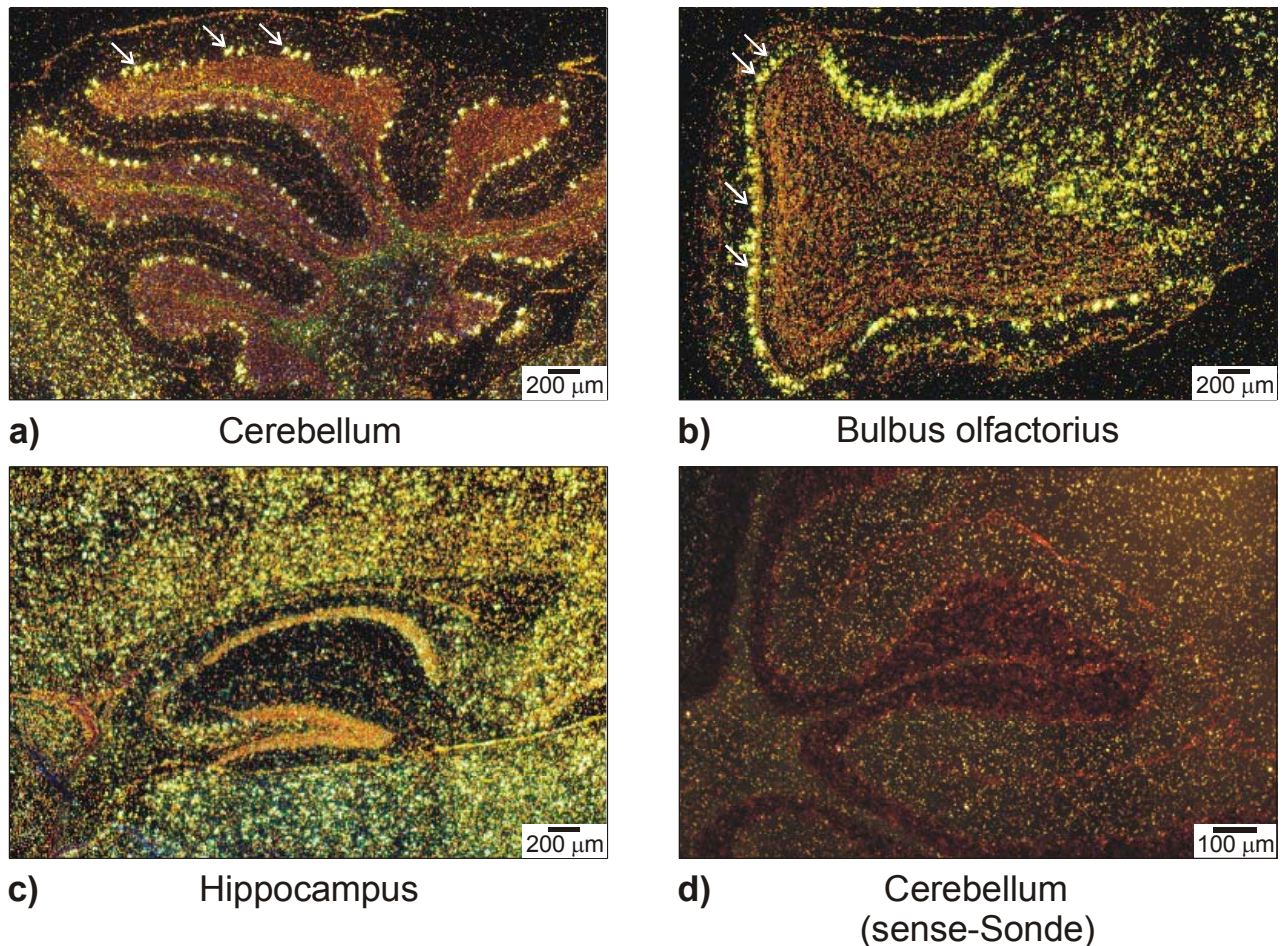 200 μm
200 μm
a) Cerebellum
b) Bulbus olfactorius
200 μm
100 μm
c) Hippocampus
d) Cerebellum
(sense-Sonde)